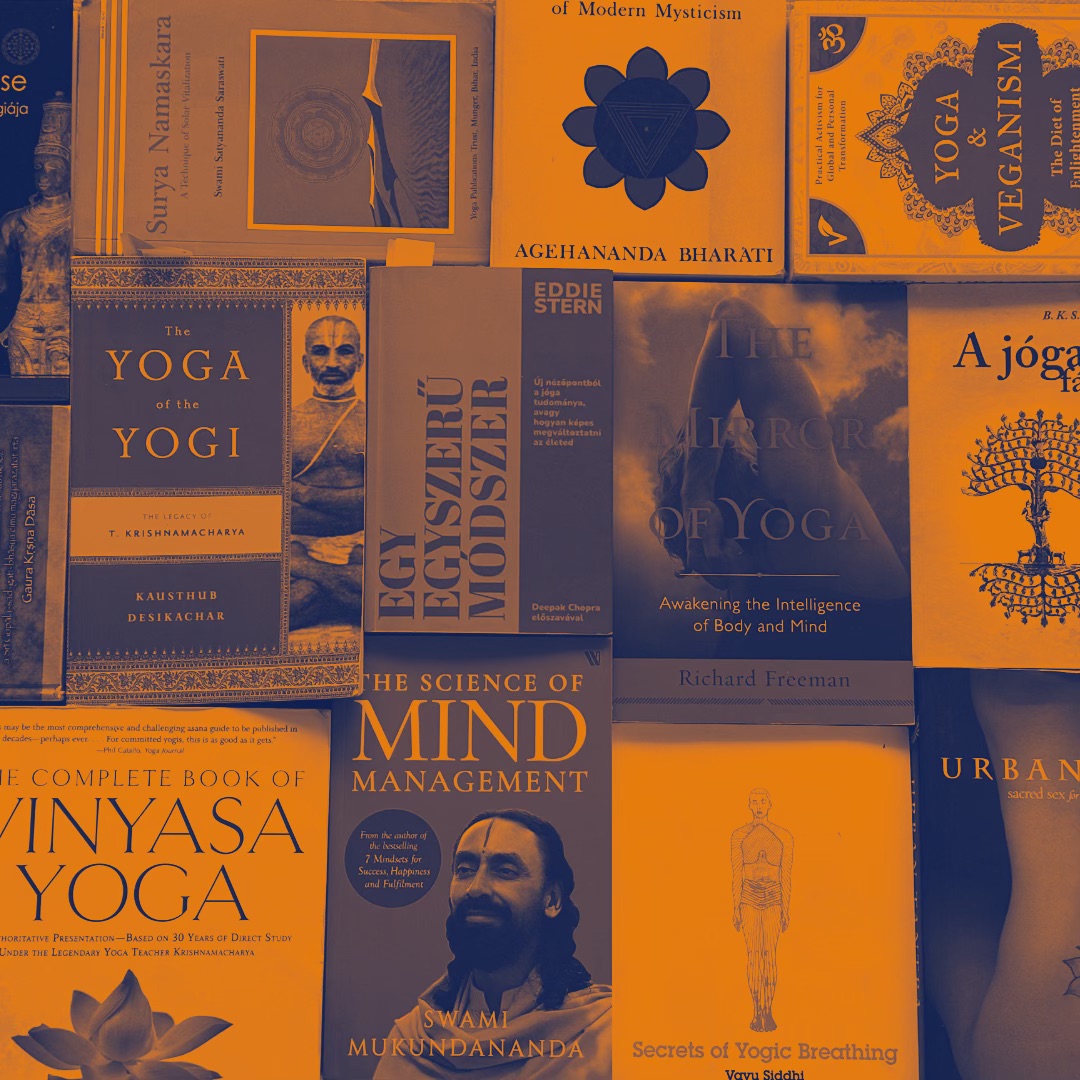 se
giája
Surya Namaskara
A Technique of Solar Vitalization
Swami Satyananda Saraswati
Yoga Publications Trust, Munger, Bihar, India
of Modern Mysticism
AGEHANANDA BHARATI
ॐ
Practical Activism for
Global and Personal
Transformation
YOGA
&
VEGANISM
The Diet of
Enlightenment
Gaura Krṣna Dāsa
The
YOGA
of the
YOGI
THE LEGACY OF
T. KRISHNAMACHARYA
KAUSTHUB
DESIKACHAR
EDDIE
STERN
Új nézőpontból
a jóga
tudománya,
avagy
hogyan képes
megváltoztatni
az életed
EGY
EGYSZERŰ
MÓDSZER
Deepak Chopra
előszavával
THE
MIRROR
OF YOGA
Awakening the Intelligence
of Body and Mind
Richard Freeman
B. K. S.
A jóga
fá
may be the most comprehensive and challenging asana guide to be published in
decades—perhaps ever. . . . For committed yogis, this is as good as it gets."
—Phil Catalfo, Yoga Journal
HE COMPLETE BOOK OF
VINYASA
YOGA
THORITATIVE PRESENTATION—BASED ON 30 YEARS OF DIRECT STUDY
UNDER THE LEGENDARY YOGA TEACHER KRISHNAMACHARYA
THE SCIENCE OF
MIND
MANAGEMENT
From the author of
the bestselling
7 Mindsets for
Success, Happiness
and Fulfilment
SWAMI
MUKUNDANANDA
Secrets of Yogic Breathing
Vayu Siddhi
URBAN
sacred sex for